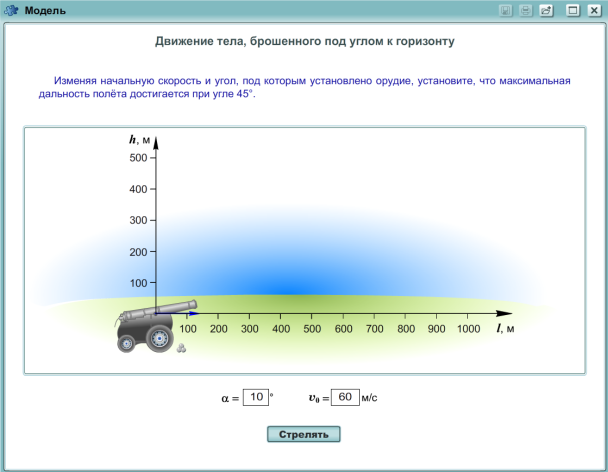 Модель
Движение тела, брошенного под углом к горизонту
Изменяя начальную скорость и угол, под которым установлено орудие, установите, что максимальная
дальность полёта достигается при угле 45°.
h, м
500
400
300
200
100
100 200 300 400 500 600 700 800 900 1000 l, м
α = 10 ° υ₀ = 60 м/с
Стрелять